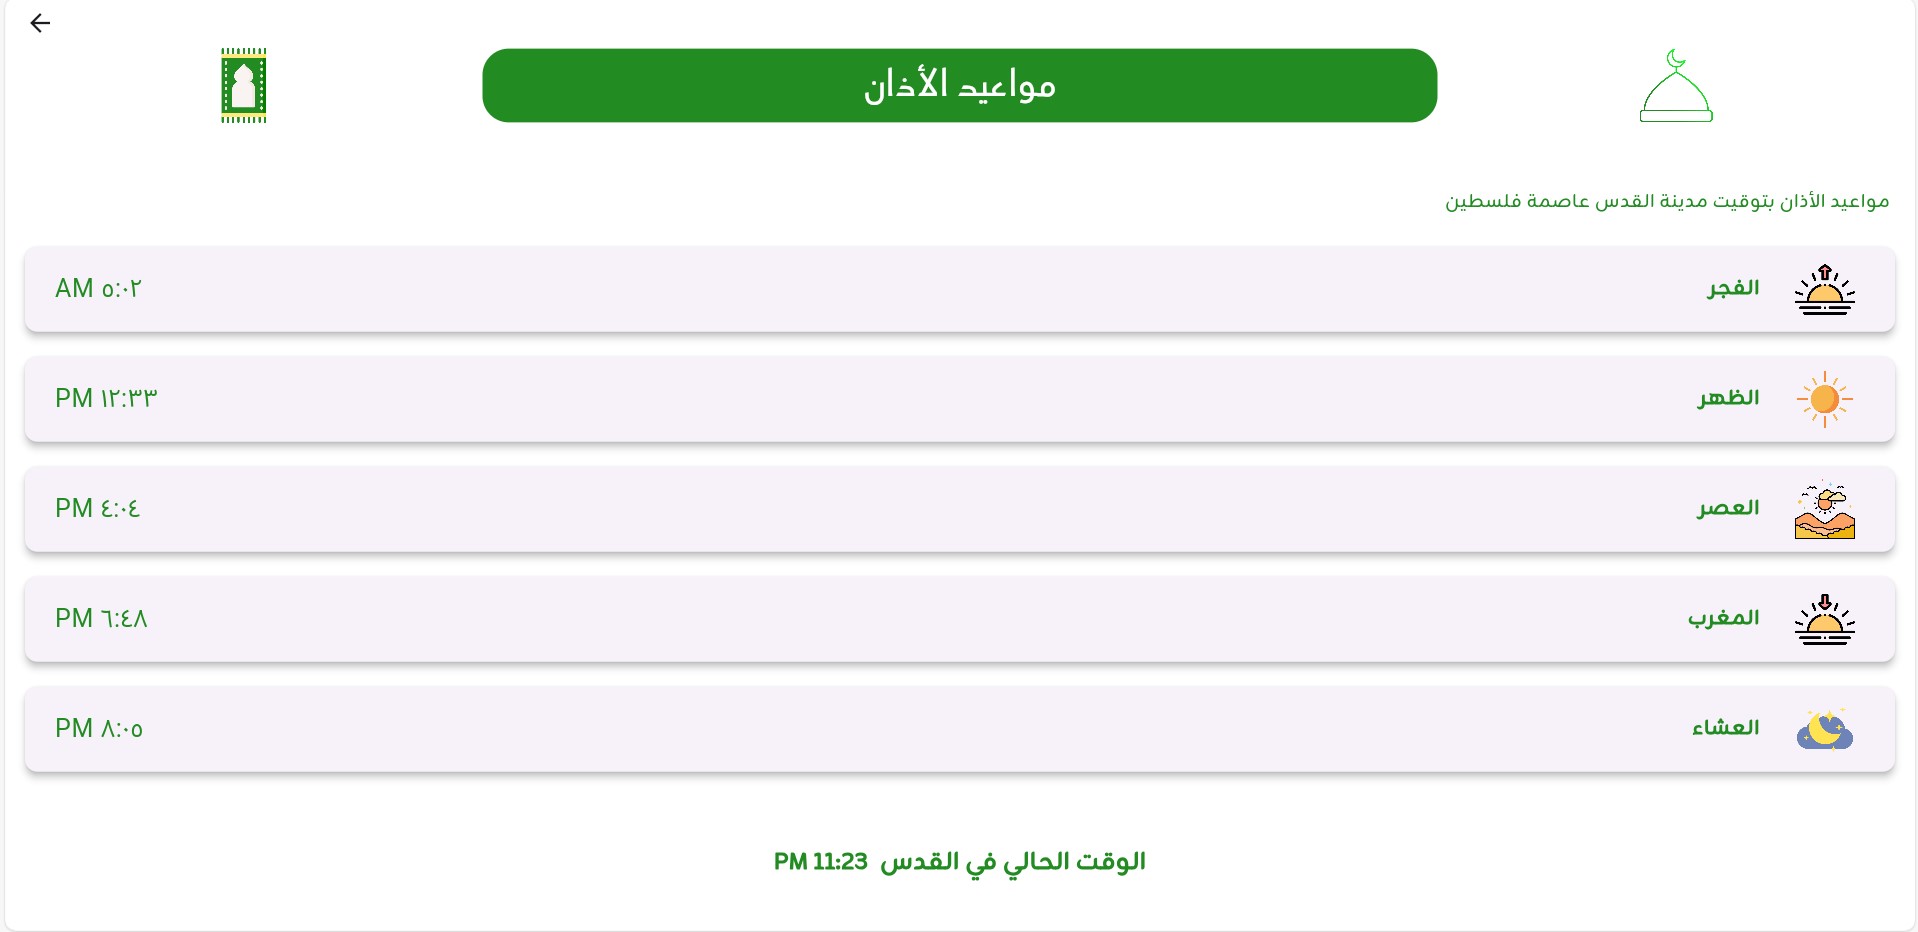 مواعيد الأذان
مواعيد الأذان بتوقيت مدينة القدس عاصمة فلسطين
الفجر
٥:٠٢ AM
الظهر
١٢:٣٣ PM
العصر
٤:٠٤ PM
المغرب
٦:٤٨ PM
العشاء
٨:٠٥ PM
الوقت الحالي في القدس 11:23 PM